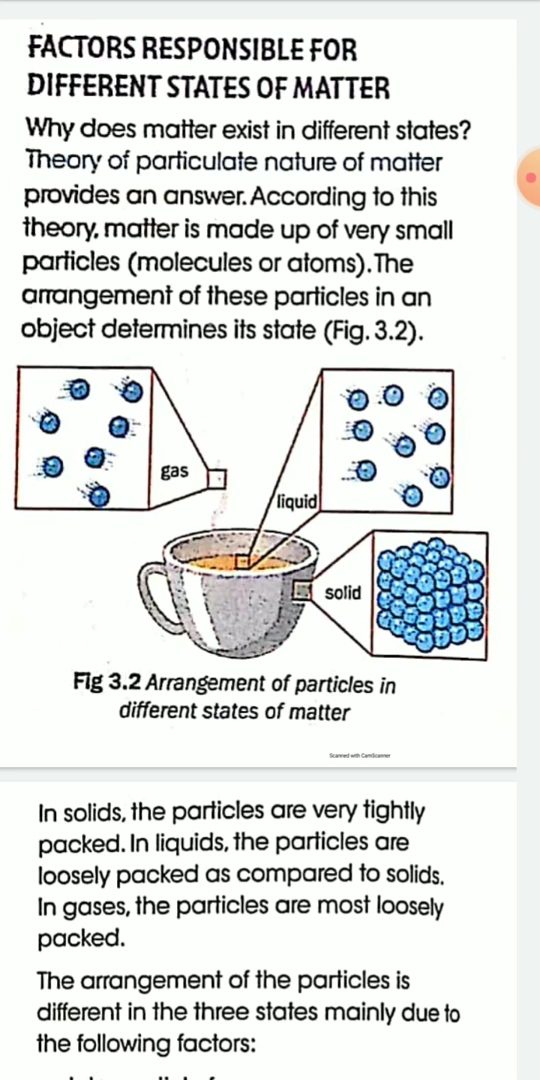 FACTORS RESPONSIBLE FOR
DIFFERENT STATES OF MATTER
Why does matter exist in different states?
Theory of particulate nature of matter
provides an answer. According to this
theory, matter is made up of very small
particles (molecules or atoms). The
arrangement of these particles in an
object determines its state (Fig. 3.2).
gas
liquid
solid
Fig 3.2 Arrangement of particles in
different states of matter
Scanned with CamScanner
In solids, the particles are very tightly
packed. In liquids, the particles are
loosely packed as compared to solids.
In gases, the particles are most loosely
packed.
The arrangement of the particles is
different in the three states mainly due to
the following factors: